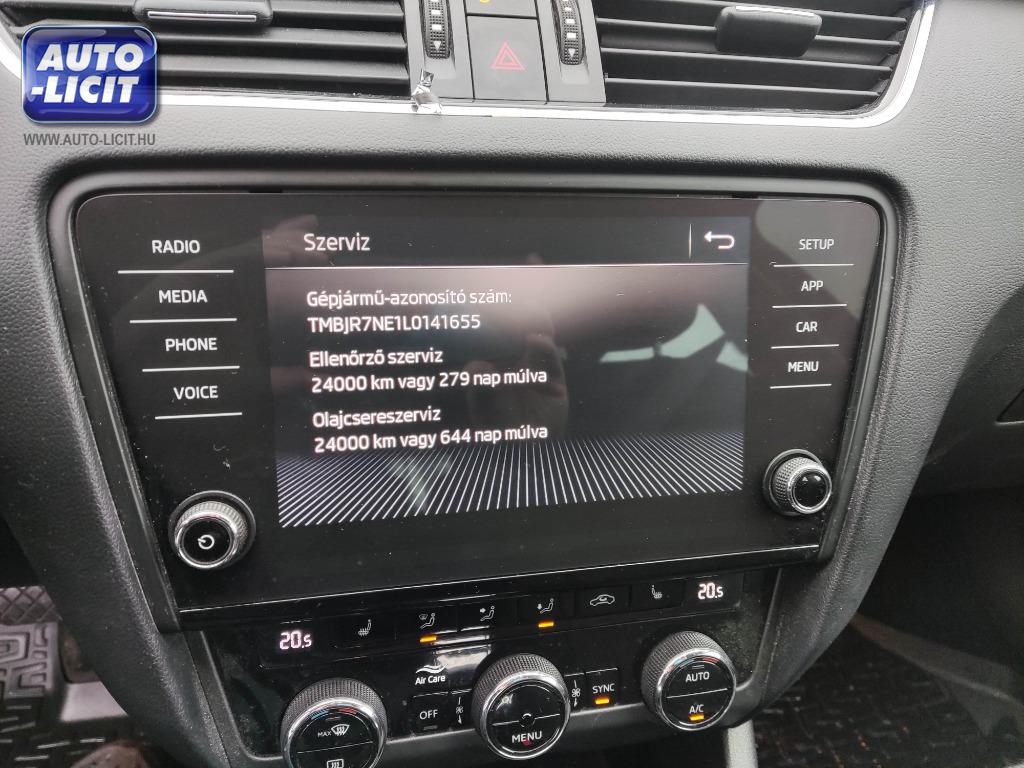 AUTO
-LICIT
WWW.AUTO-LICIT.HU
RADIO
MEDIA
PHONE
VOICE
Szerviz
Gépjármű-azonosító szám:
TMBJR7NE1L0141655
Ellenőrző szerviz
24000 km vagy 279 nap múlva
Olajcsereszerviz
24000 km vagy 644 nap múlva
SETUP
APP
CAR
MENU
20.5
20.5
Air Care
MAX
OFF
MENU
SYNC
AUTO
A/C